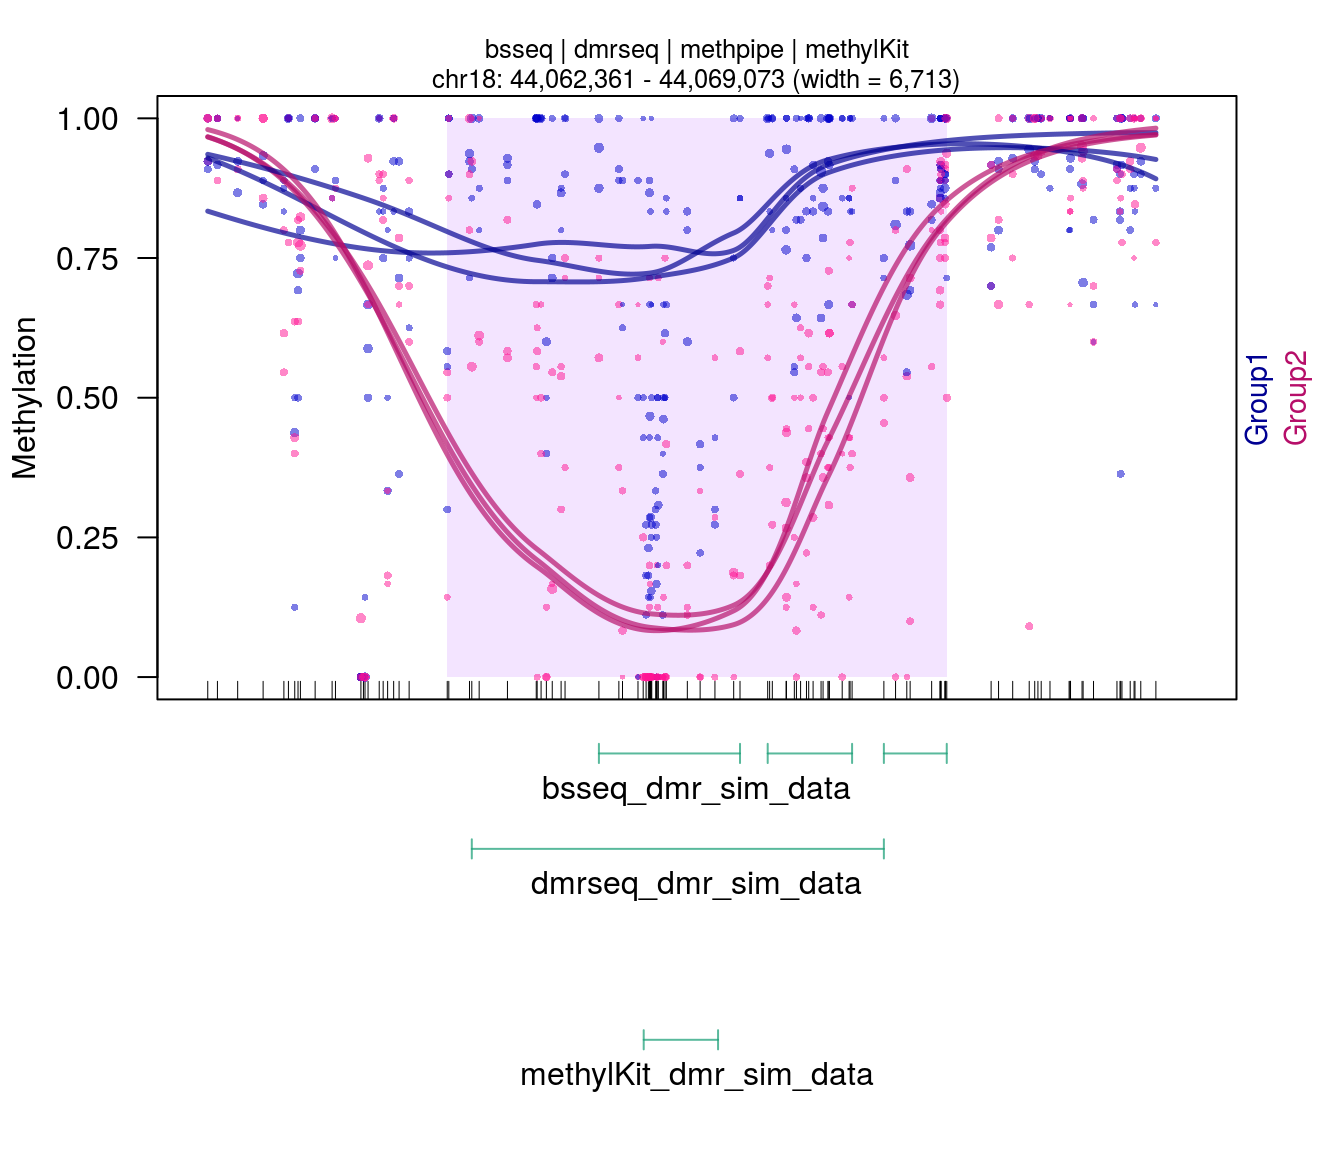 bsseq | dmrseq | methpipe | methylKit
chr18: 44,062,361 - 44,069,073 (width = 6,713)
1.00
0.75
0.50
0.25
0.00
Methylation
Group1
Group2
bsseq_dmr_sim_data
dmrseq_dmr_sim_data
methylKit_dmr_sim_data